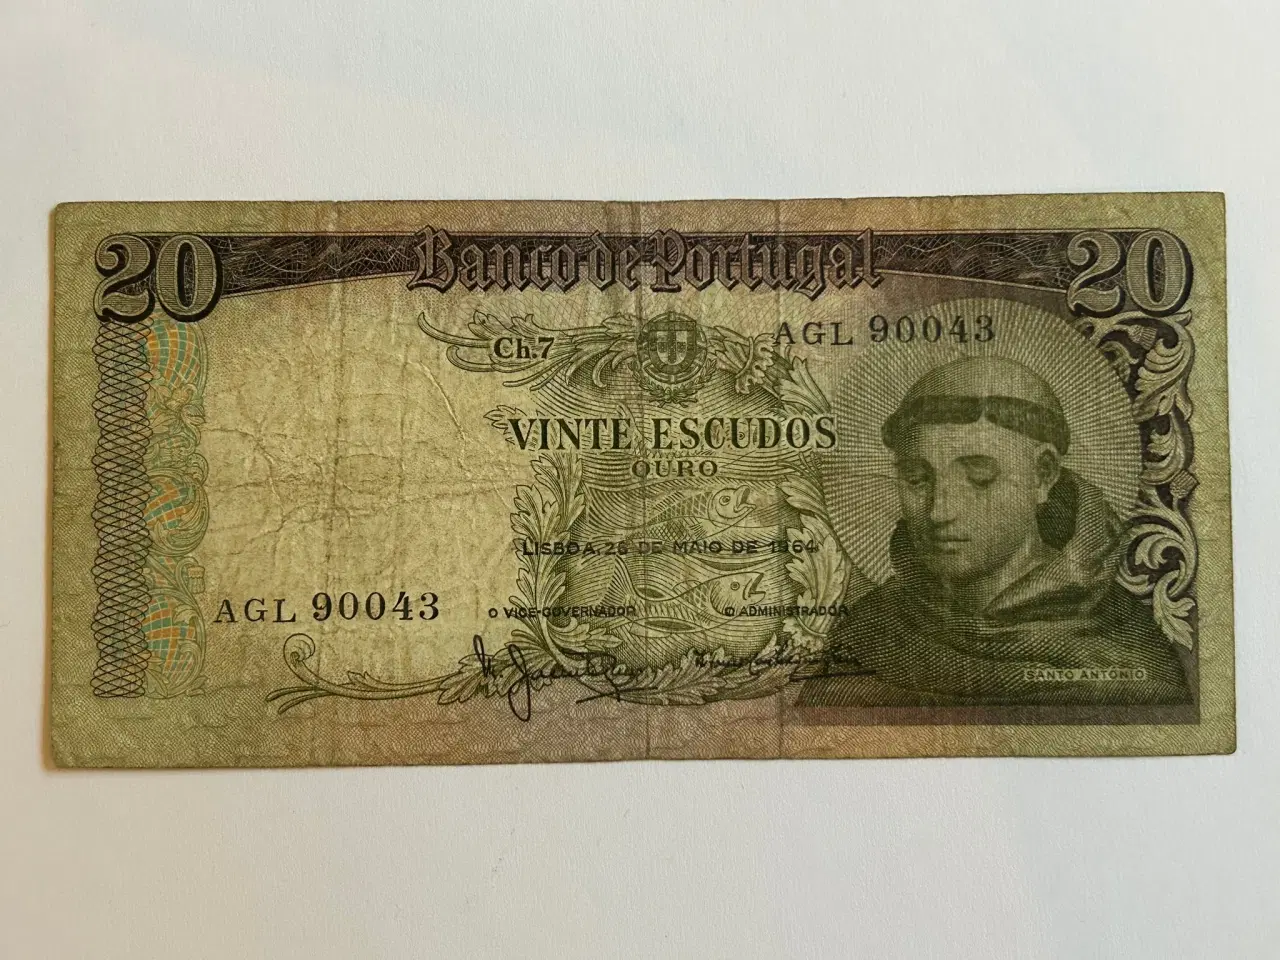 20 Banco de Portugal 20
Ch.7
AGL 90043
VINTE ESCUDOS
OURO
LISBOA, 26 DE MAIO DE 1964
AGL 90043
O VICE-GOVERNADOR
O ADMINISTRADOR
SANTO ANTÓNIO